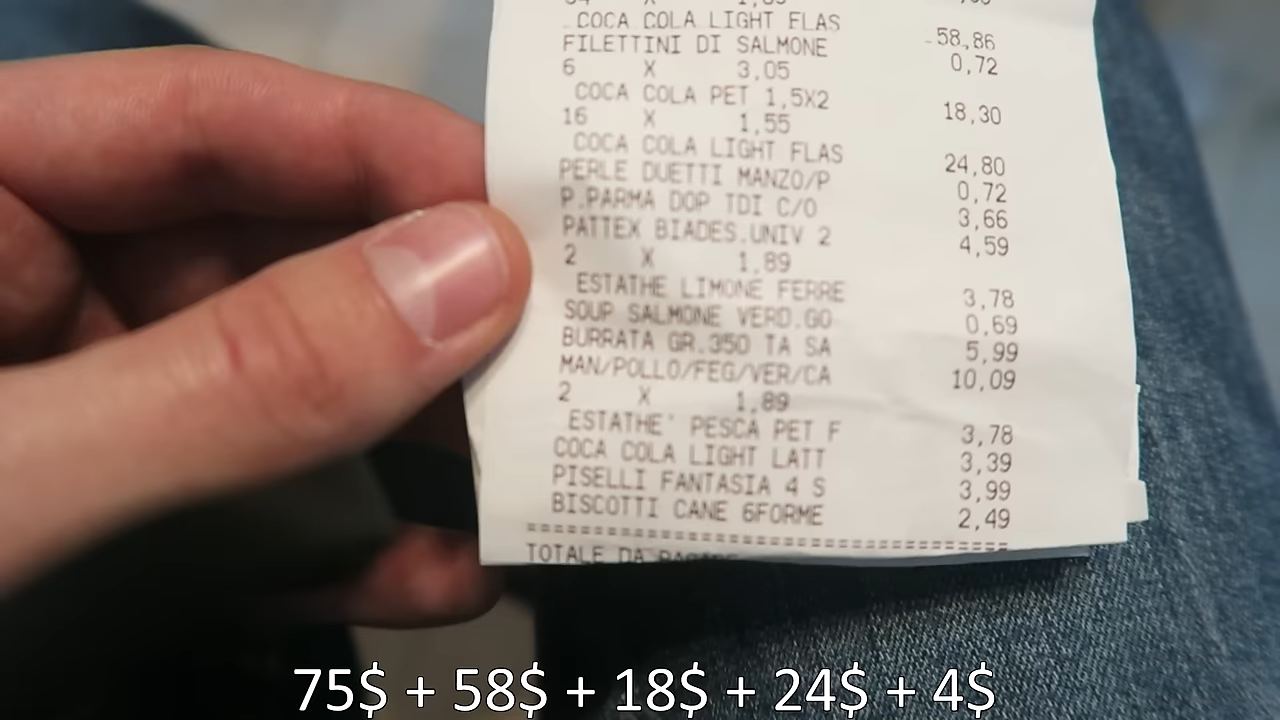 COCA COLA LIGHT FLAS 58,86
FILETTINI DI SALMONE 0,72
6 X 3,05
COCA COLA PET 1,5X2 18,30
16 X 1,55
COCA COLA LIGHT FLAS 24,80
PERLE DUETTI MANZO/P 0,72
P.PARMA DOP TDI C/O 3,66
PATTEX BIADES.UNIV 2 4,59
2 X 1,89
ESTATHE LIMONE FERRE 3,78
SOUP SALMONE VERD.GO 0,69
BURRATA GR.350 TA SA 5,99
MAN/POLLO/FEG/VER/CA 10,09
2 X 1,89
ESTATHE' PESCA PET F 3,78
COCA COLA LIGHT LATT 3,39
PISELLI FANTASIA 4 S 3,99
BISCOTTI CANE 6FORME 2,49
TOTALE DA
75$ + 58$ + 18$ + 24$ + 4$